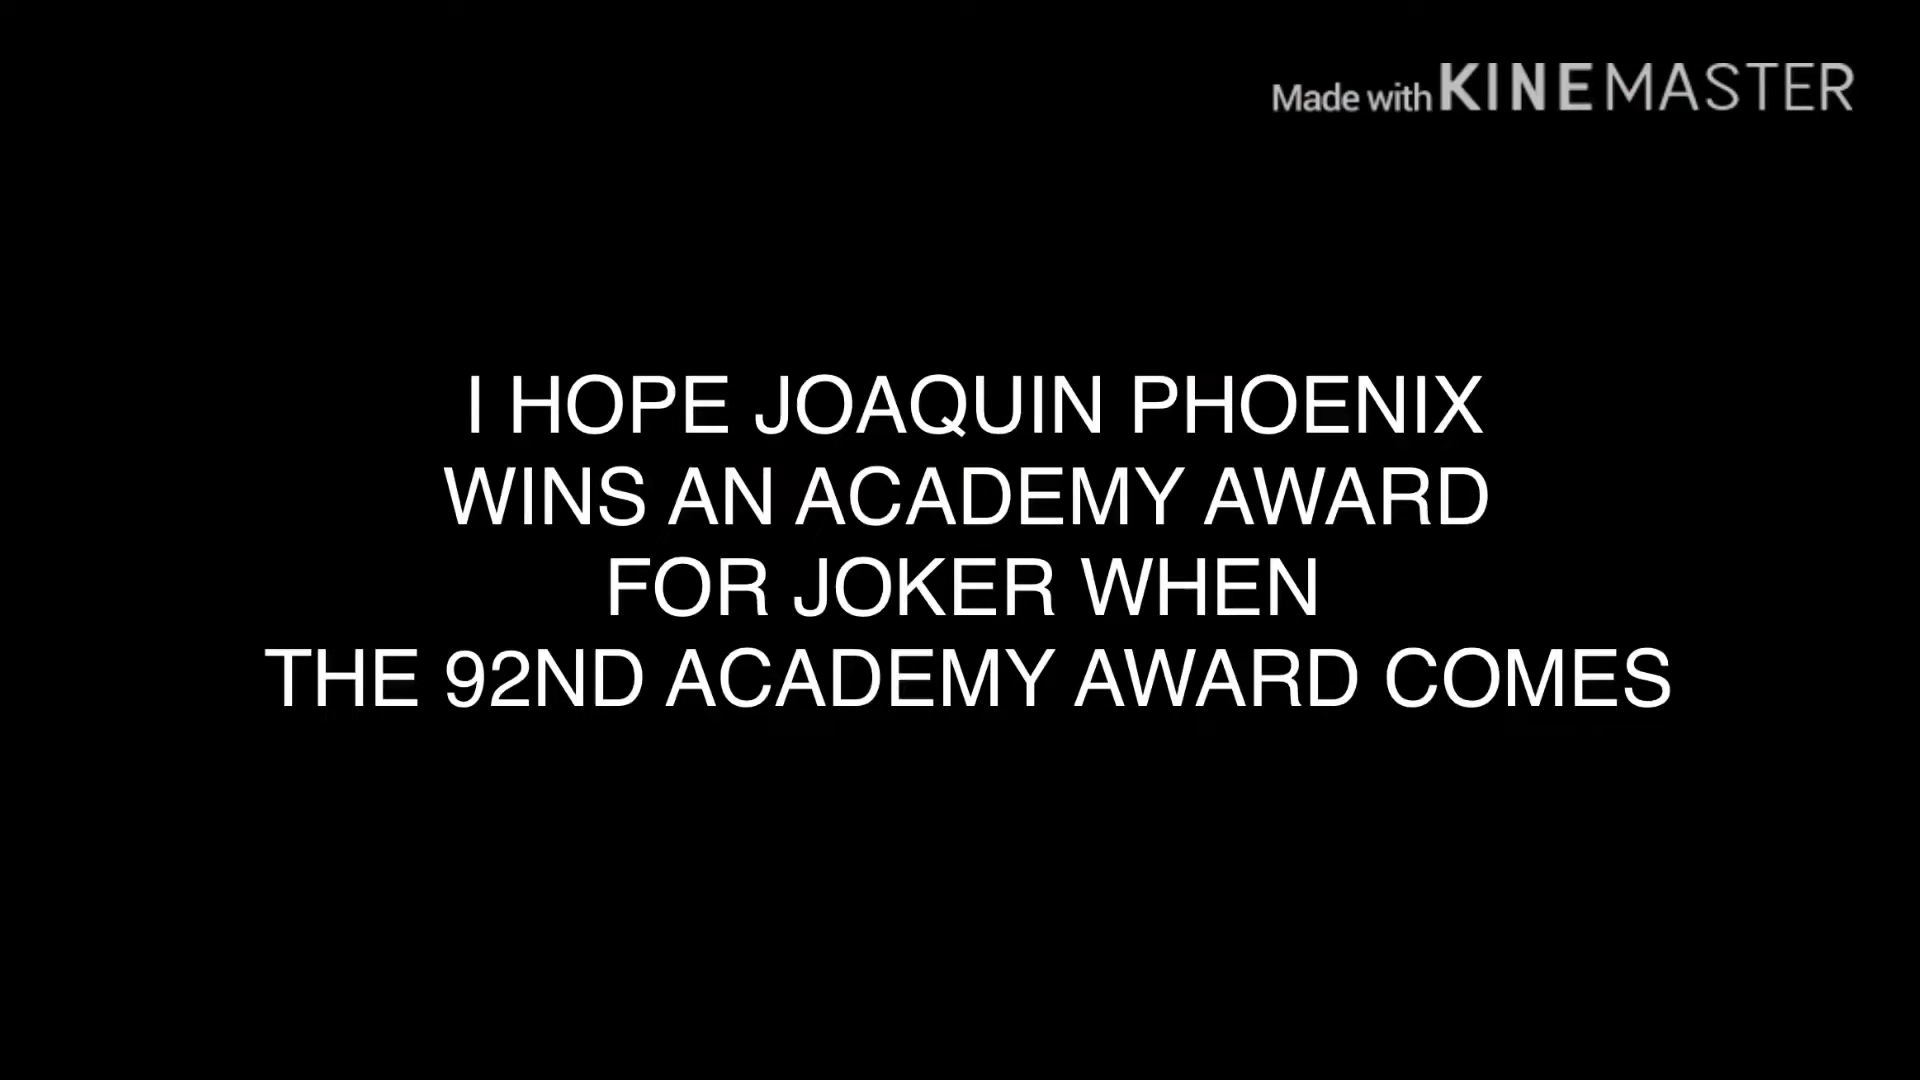 Made with KINEMASTER
I HOPE JOAQUIN PHOENIX
WINS AN ACADEMY AWARD
FOR JOKER WHEN
THE 92ND ACADEMY AWARD COMES